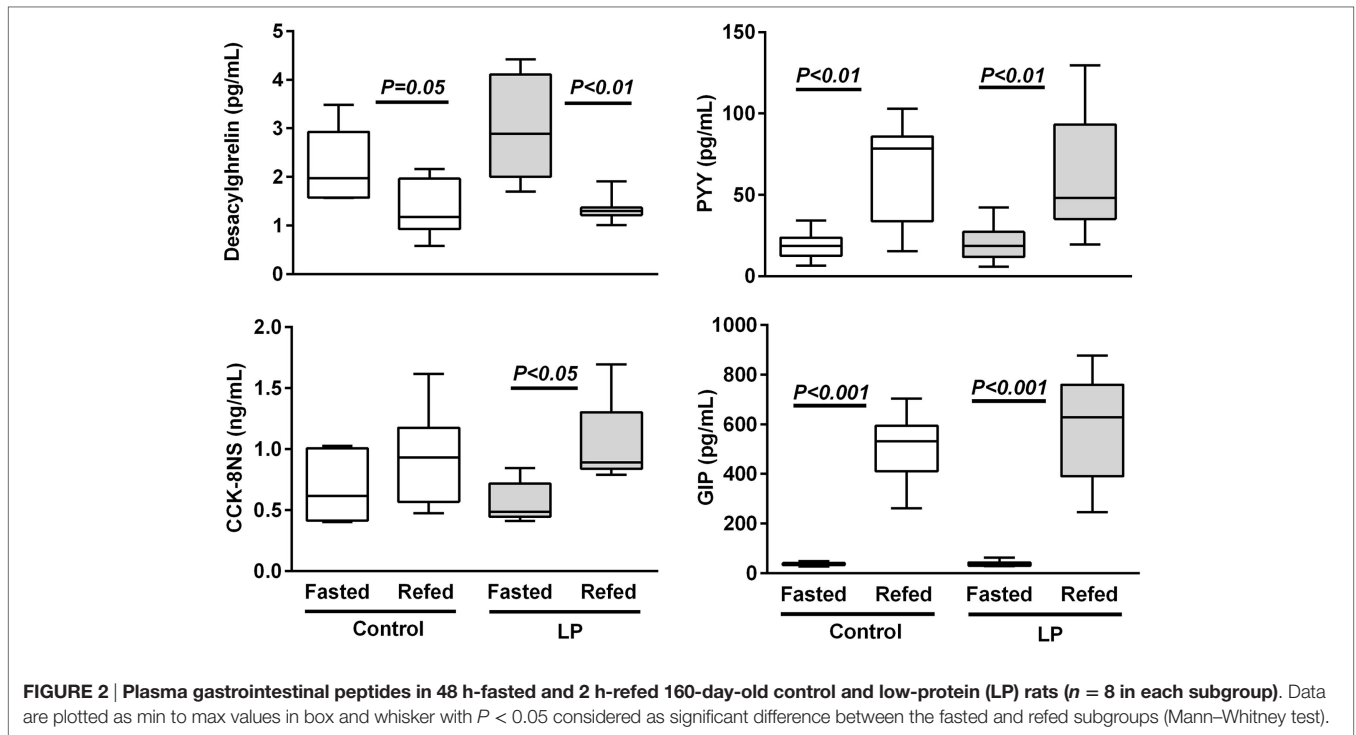 Desacylghrelin (pg/mL)
5
4
3
2
1
0
P=0.05
P<0.01
PYY (pg/mL)
150
100
50
0
P<0.01
P<0.01
CCK-8NS (ng/mL)
2.0
1.5
1.0
0.5
0.0
P<0.05
Fasted Refed Fasted Refed
Control LP
GIP (pg/mL)
1000
800
600
400
200
0
P<0.001
P<0.001
Fasted Refed Fasted Refed
Control LP
FIGURE 2 | Plasma gastrointestinal peptides in 48 h-fasted and 2 h-refed 160-day-old control and low-protein (LP) rats (n = 8 in each subgroup). Data
are plotted as min to max values in box and whisker with P < 0.05 considered as significant difference between the fasted and refed subgroups (Mann–Whitney test).